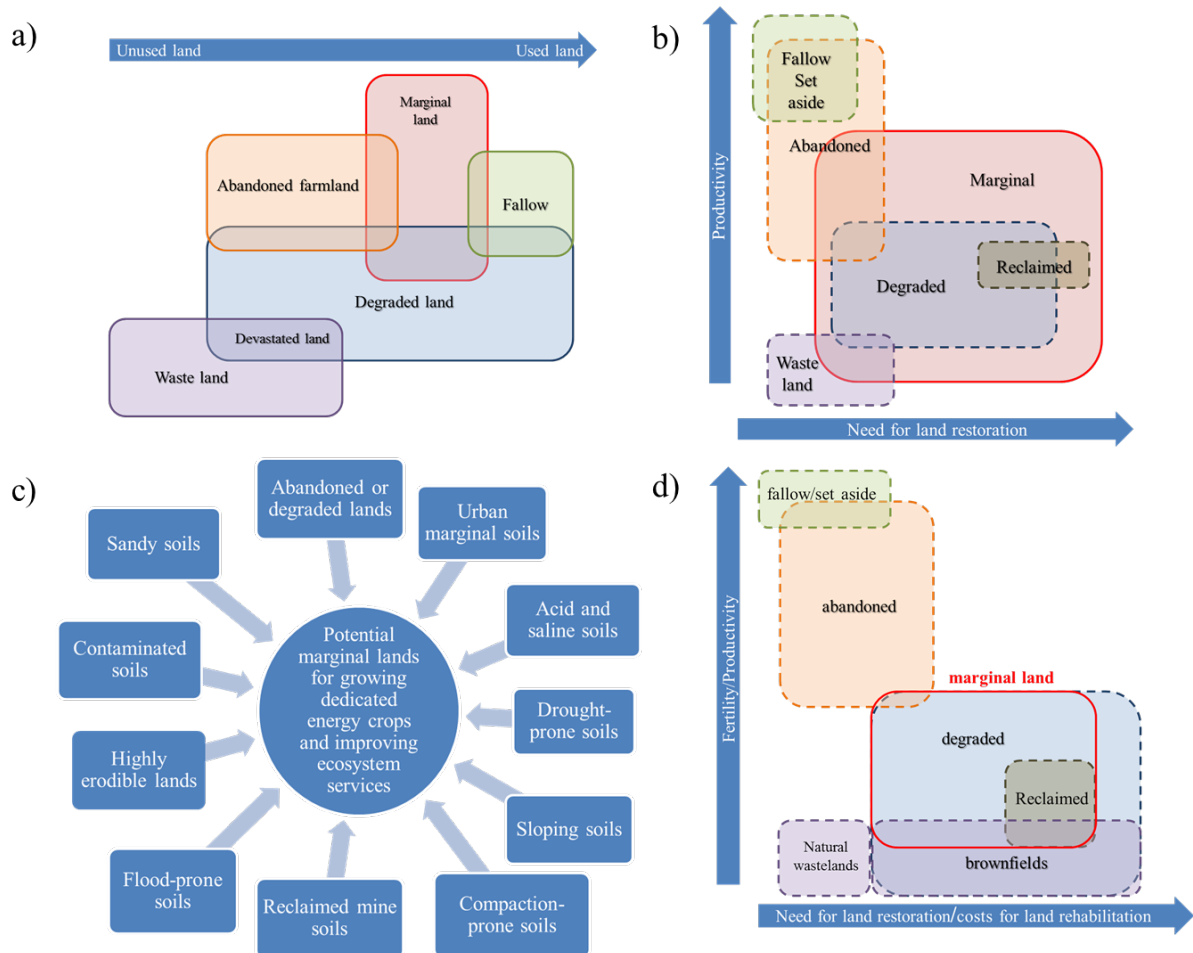 a)
Unused land
Used land
Marginal
land
Abandoned farmland
Fallow
Degraded land
Devastated land
Waste land
b)
Productivity
Fallow
Set
aside
Abandoned
Marginal
Degraded
Reclaimed
Waste
land
Need for land restoration
c)
Abandoned or
degraded lands
Urban
marginal soils
Acid and
saline soils
Drought-
prone soils
Sloping soils
Compaction-
prone soils
Reclaimed mine
soils
Flood-prone
soils
Highly
erodible lands
Contaminated
soils
Sandy soils
Potential
marginal lands
for growing
dedicated
energy crops
and improving
ecosystem
services
d)
Fertility/Productivity
fallow/set aside
abandoned
marginal land
degraded
Reclaimed
Natural
wastelands
brownfields
Need for land restoration/costs for land rehabilitation